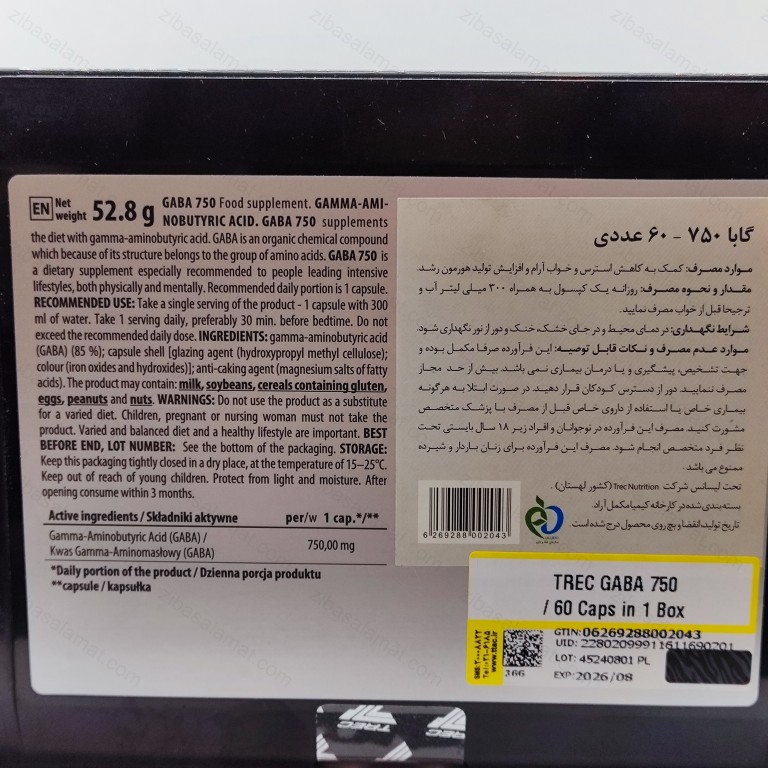 EN Net weight 52.8 g GABA 750 Food supplement. GAMMA-AMI-
NOBUTYRIC ACID. GABA 750 supplements
the diet with gamma-aminobutyric acid. GABA is an organic chemical compound
which because of its structure belongs to the group of amino acids. GABA 750 is
a dietary supplement especially recommended to people leading intensive
lifestyles, both physically and mentally. Recommended daily portion is 1 capsule.
RECOMMENDED USE: Take a single serving of the product - 1 capsule with 300
ml of water. Take 1 serving daily, preferably 30 min. before bedtime. Do not
exceed the recommended daily dose. INGREDIENTS: gamma-aminobutyric acid
(GABA) (85 %); capsule shell [glazing agent (hydroxypropyl methyl cellulose);
colour (iron oxides and hydroxides)]; anti-caking agent (magnesium salts of fatty
acids). The product may contain: milk, soybeans, cereals containing gluten,
eggs, peanuts and nuts. WARNINGS: Do not use the product as a substitute
for a varied diet. Children, pregnant or nursing woman must not take the
product. Varied and balanced diet and a healthy lifestyle are important. BEST
BEFORE END, LOT NUMBER: See the bottom of the packaging. STORAGE:
Keep this packaging tightly closed in a dry place, at the temperature of 15–25°C.
Keep out of reach of young children. Protect from light and moisture. After
opening consume within 3 months.
Active ingredients / Składniki aktywne per/w 1 cap.*/**
Gamma-Aminobutyric Acid (GABA) /
Kwas Gamma-Aminomasłowy (GABA) 750,00 mg
*Daily portion of the product / Dzienna porcja produktu
**capsule / kapsułka
گابا ۷۵۰ - ۶۰ عددی
موارد مصرف: کمک به کاهش استرس و خواب آرام و افزایش تولید هورمون رشد.
مقدار و نحوه مصرف: روزانه یک کپسول به همراه ۳۰۰ میلی لیتر آب و
ترجیحا قبل از خواب مصرف نمایید.
شرایط نگهداری: در دمای محیط و در جای خشک، خنک و دور از نور نگهداری شود.
موارد عدم مصرف و نکات قابل توصیه: این فرآورده صرفا مکمل بوده و
جهت تشخیص، پیشگیری و یا درمان بیماری نمی باشد. بیش از حد مجاز
مصرف ننمایید. دور از دسترس کودکان قرار دهید. در صورت ابتلا به هرگونه
بیماری خاص یا استفاده از داروی خاص قبل از مصرف با پزشک متخصص
مشورت کنید. مصرف این فرآورده در نوجوانان و افراد زیر ۱۸ سال بایستی تحت
نظر فرد متخصص انجام شود. مصرف این فرآورده برای زنان باردار و شیرده
ممنوع می باشد.
تحت لیسانس شرکت Trec Nutrition (کشور لهستان).
بسته بندی شده در کارخانه کیمیا مکمل آراد.
تاریخ تولید، انقضا و بچ روی محصول درج شده است.
6 269288 002043
TREC GABA 750
/ 60 Caps in 1 Box
GTIN: 06269288002043
UID: 22802099911611690201
LOT: 45240801 PL
EXP: 2026/08
366
www.ttac.ir
TREC
zibasalamat.com